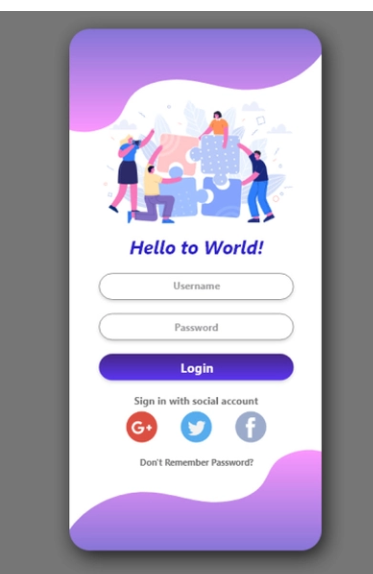 Hello to World!
Username
Password
Login
Sign in with social account
G+
Don't Remember Password?